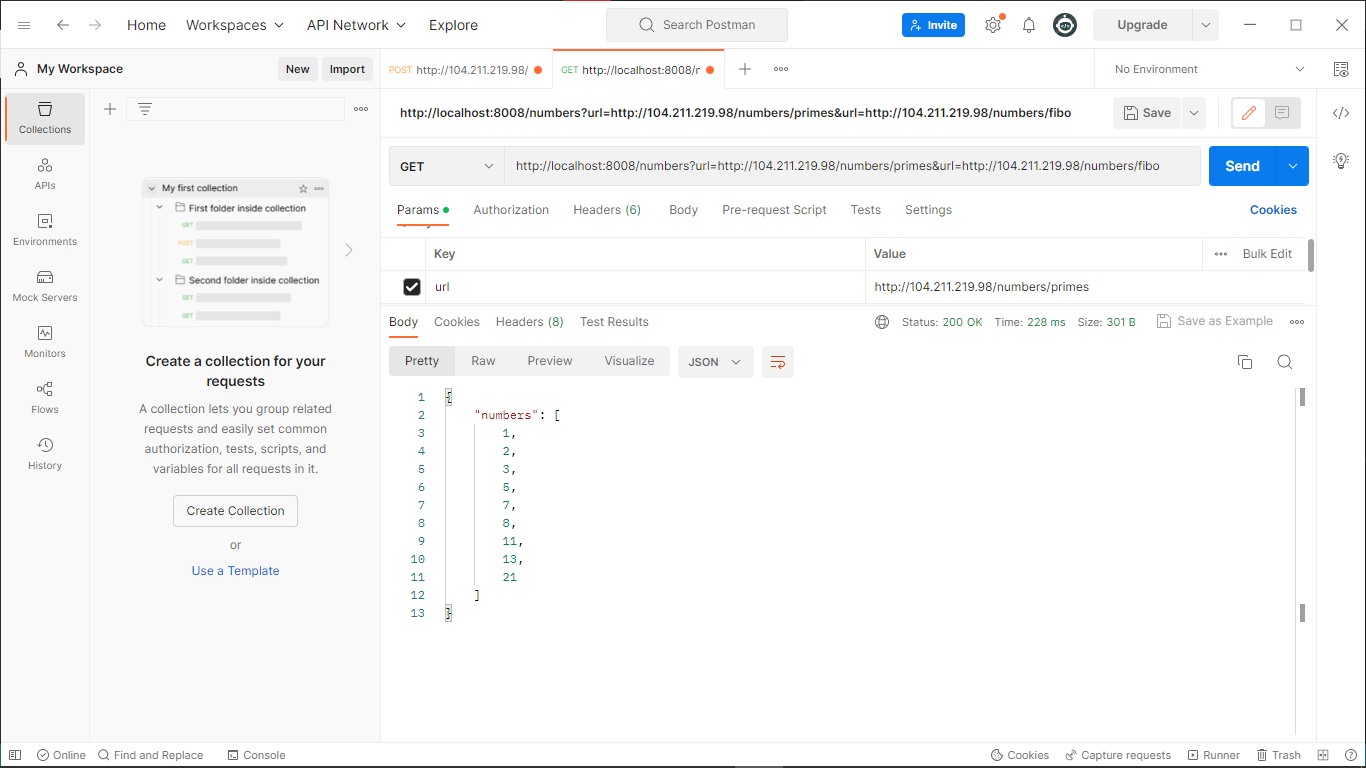 Home Workspaces API Network Explore Search Postman Invite Upgrade
My Workspace New Import POST http://104.211.219.98/ GET http://localhost:8008/r No Environment
http://localhost:8008/numbers?url=http://104.211.219.98/numbers/primes&url=http://104.211.219.98/numbers/fibo Save
Collections
APIs
Environments
Mock Servers
Monitors
Flows
History
My first collection
First folder inside collection
GET
POST
GET
Second folder inside collection
GET
GET
Create a collection for your
requests
A collection lets you group related
requests and easily set common
authorization, tests, scripts, and
variables for all requests in it.
Create Collection
or
Use a Template
GET http://localhost:8008/numbers?url=http://104.211.219.98/numbers/primes&url=http://104.211.219.98/numbers/fibo Send
Params Authorization Headers (6) Body Pre-request Script Tests Settings Cookies
Key Value Bulk Edit
url http://104.211.219.98/numbers/primes
Body Cookies Headers (8) Test Results Status: 200 OK Time: 228 ms Size: 301 B Save as Example
Pretty Raw Preview Visualize JSON
1 {
2 "numbers": [
3 1,
4 2,
5 3,
6 5,
7 7,
8 8,
9 11,
10 13,
11 21
12 ]
13 }
Online Find and Replace Console Cookies Capture requests Runner Trash